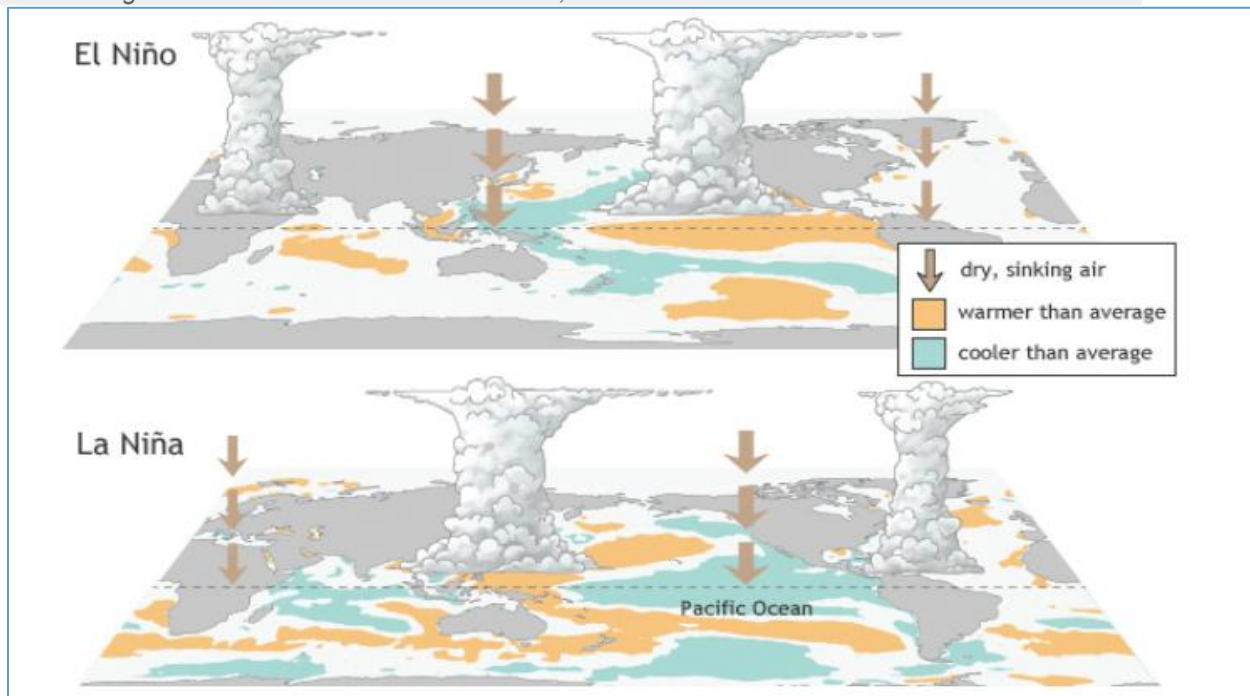 El Niño
dry, sinking air
warmer than average
cooler than average
La Niña
Pacific Ocean